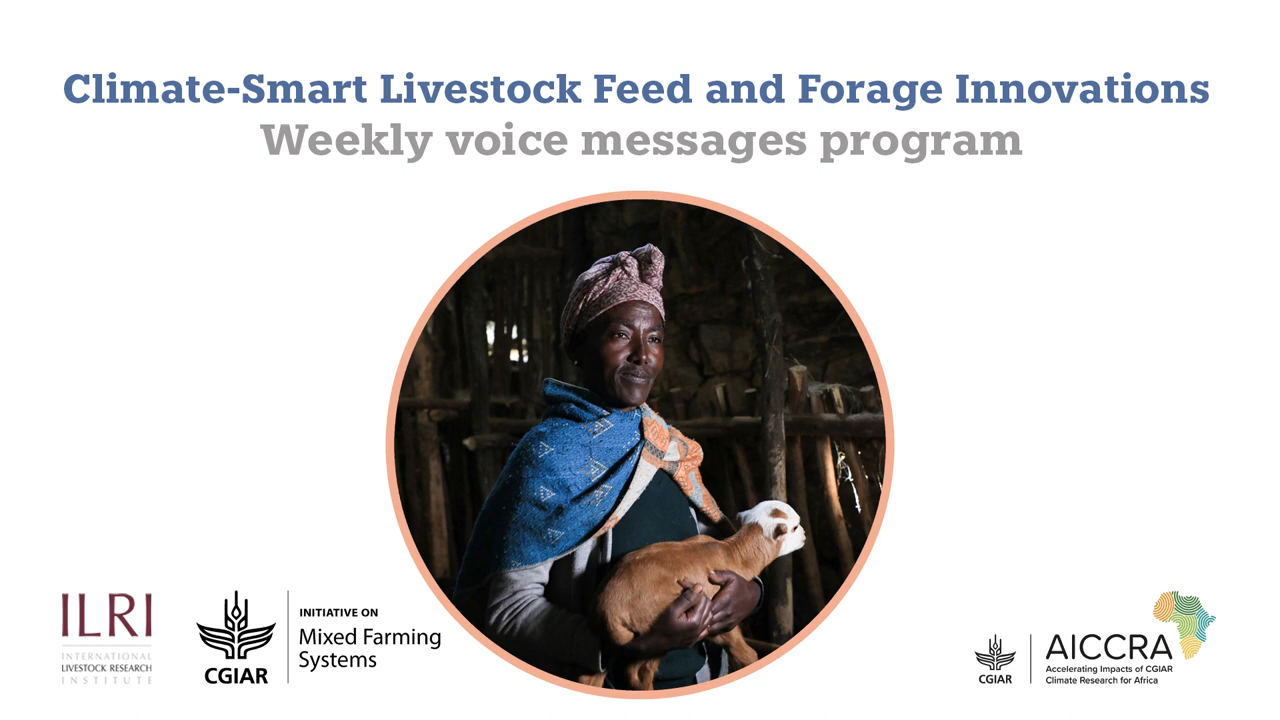 Climate-Smart Livestock Feed and Forage Innovations
Weekly voice messages program
ILRI
INTERNATIONAL
LIVESTOCK RESEARCH
INSTITUTE
CGIAR
INITIATIVE ON
Mixed Farming
Systems
CGIAR
AICCRA
Accelerating Impacts of CGIAR
Climate Research for Africa